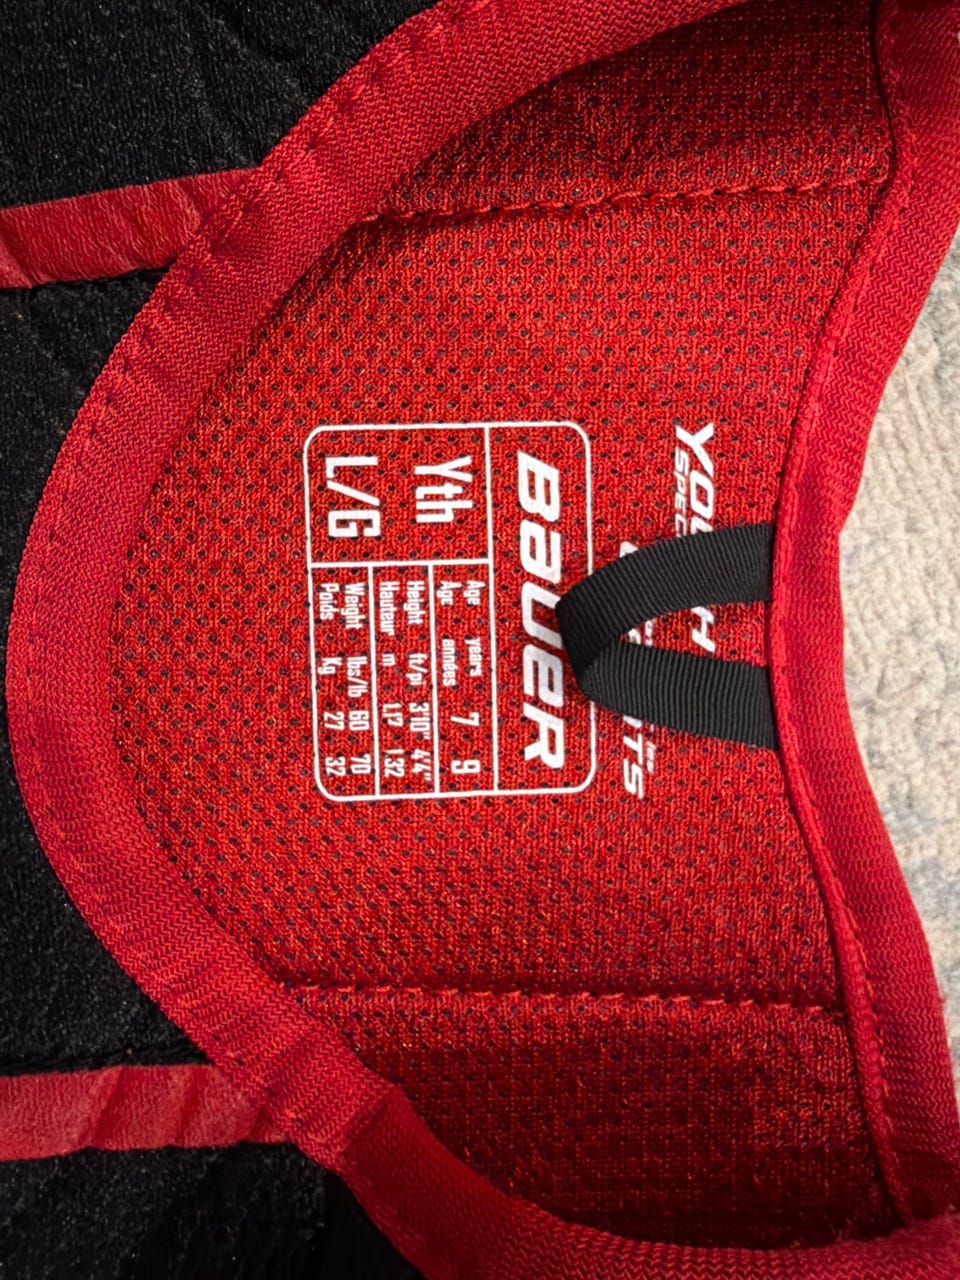 BAUER
Yth
L/G
Age years 7 9
Age années
Height ft/pi 3'10" 4'4"
Hauteur m 1.17 1.32
Weight lbs/lb 60 70
Poids Kg 27 32